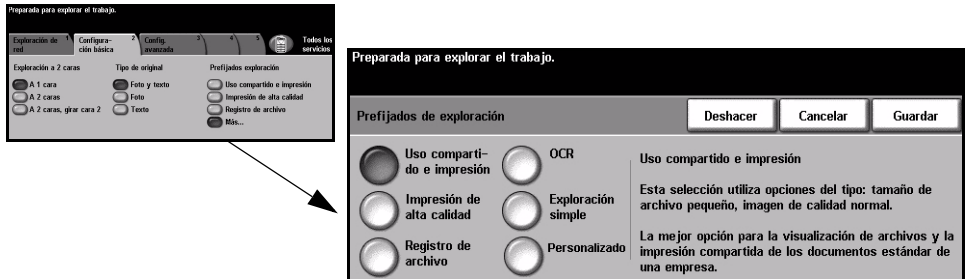 Preparada para explorar el trabajo.
Exploración de red 1
Configura-ción básica 2
Config. avanzada 3
4
5
Todos los servicios
Exploración a 2 caras
A 1 cara
A 2 caras
A 2 caras, girar cara 2
Tipo de original
Foto y texto
Foto
Texto
Prefijados exploración
Uso compartido e impresión
Impresión de alta calidad
Registro de archivo
Más...
Preparada para explorar el trabajo.
Prefijados de exploración
Deshacer
Cancelar
Guardar
Uso comparti-
do e impresión
Impresión de
alta calidad
Registro de
archivo
OCR
Exploración
simple
Personalizado
Uso compartido e impresión
Esta selección utiliza opciones del tipo: tamaño de
archivo pequeño, imagen de calidad normal.
La mejor opción para la visualización de archivos y la
impresión compartida de los documentos estándar de
una empresa.